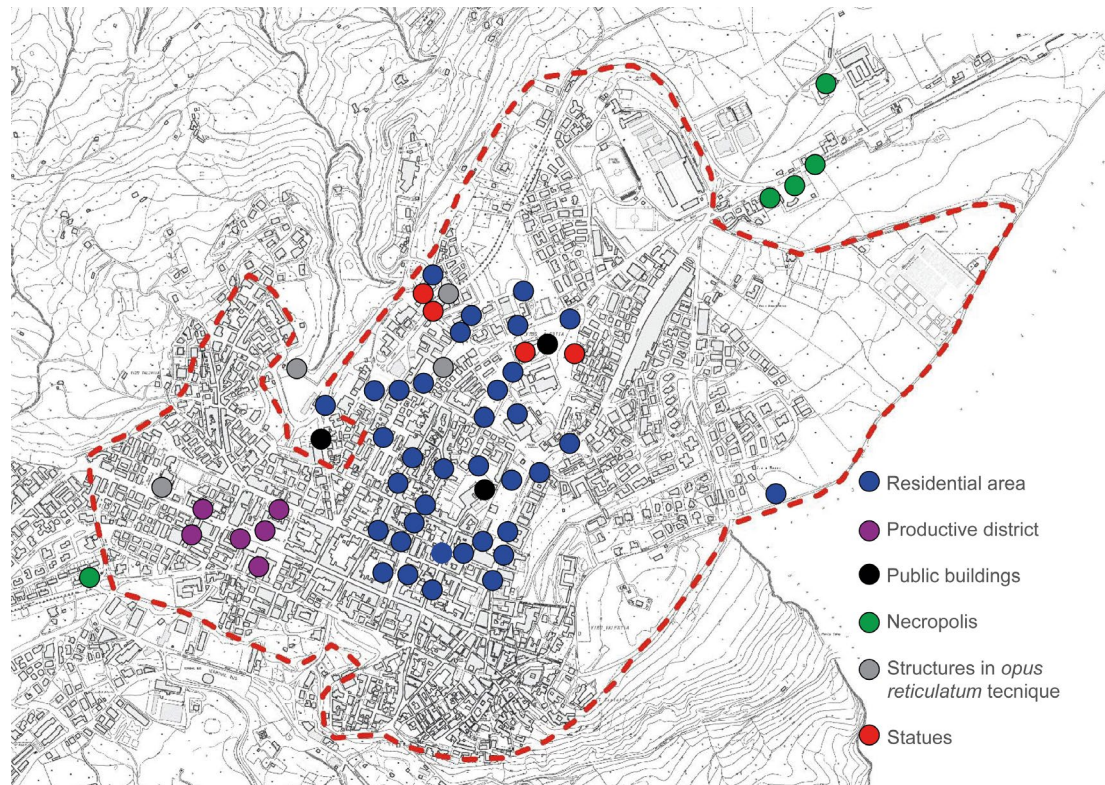 Residential area
Productive district
Public buildings
Necropolis
Structures in opus
reticulatum tecnique
Statues